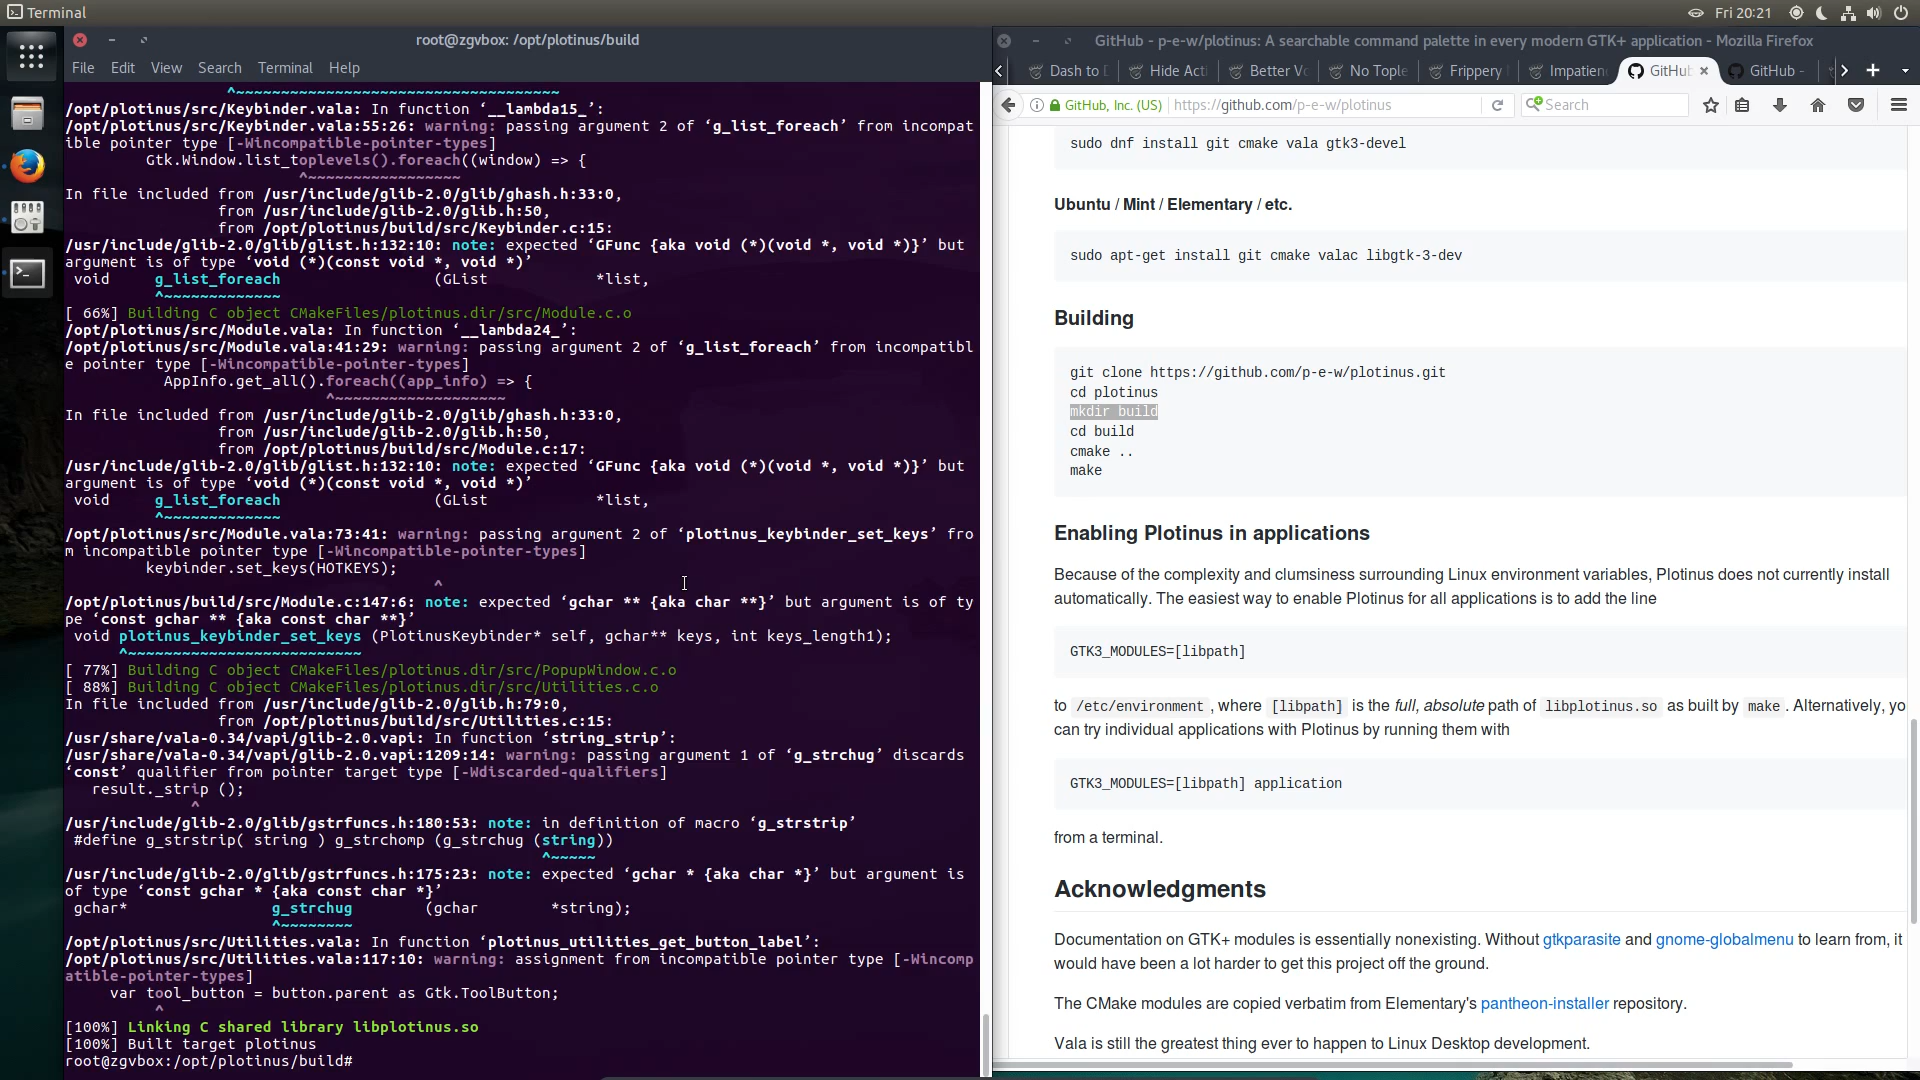 Terminal
Fri 20:21
root@zgvbox: /opt/plotinus/build
File Edit View Search Terminal Help
^~~~~~~~~~~~~~~~~~~~~~~~~~~~~~~~~~~~~
/opt/plotinus/src/Keybinder.vala: In function ‘__lambda15_’:
/opt/plotinus/src/Keybinder.vala:55:26: warning: passing argument 2 of ‘g_list_foreach’ from incompat
ible pointer type [-Wincompatible-pointer-types]
Gtk.Window.list_toplevels().foreach((window) => {
^~~~~~~~~~~~~~~~~~
In file included from /usr/include/glib-2.0/glib/ghash.h:33:0,
from /usr/include/glib-2.0/glib.h:50,
from /opt/plotinus/build/src/Keybinder.c:15:
/usr/include/glib-2.0/glib/glist.h:132:10: note: expected ‘GFunc {aka void (*)(void *, void *)}’ but
argument is of type ‘void (*)(const void *, void *)’
void g_list_foreach (GList *list,
^~~~~~~~~~~~~~
[ 66%] Building C object CMakeFiles/plotinus.dir/src/Module.c.o
/opt/plotinus/src/Module.vala: In function ‘__lambda24_’:
/opt/plotinus/src/Module.vala:41:29: warning: passing argument 2 of ‘g_list_foreach’ from incompatibl
e pointer type [-Wincompatible-pointer-types]
AppInfo.get_all().foreach((app_info) => {
^~~~~~~~~~~~~~~~~~~~
In file included from /usr/include/glib-2.0/glib/ghash.h:33:0,
from /usr/include/glib-2.0/glib.h:50,
from /opt/plotinus/build/src/Module.c:17:
/usr/include/glib-2.0/glib/glist.h:132:10: note: expected ‘GFunc {aka void (*)(void *, void *)}’ but
argument is of type ‘void (*)(const void *, void *)’
void g_list_foreach (GList *list,
^~~~~~~~~~~~~~
/opt/plotinus/src/Module.vala:73:41: warning: passing argument 2 of ‘plotinus_keybinder_set_keys’ fro
m incompatible pointer type [-Wincompatible-pointer-types]
keybinder.set_keys(HOTKEYS);
^
/opt/plotinus/build/src/Module.c:147:6: note: expected ‘gchar ** {aka char **}’ but argument is of ty
pe ‘const gchar ** {aka const char **}’
void plotinus_keybinder_set_keys (PlotinusKeybinder* self, gchar** keys, int keys_length1);
^~~~~~~~~~~~~~~~~~~~~~~~~~~
[ 77%] Building C object CMakeFiles/plotinus.dir/src/PopupWindow.c.o
[ 88%] Building C object CMakeFiles/plotinus.dir/src/Utilities.c.o
In file included from /usr/include/glib-2.0/glib.h:79:0,
from /opt/plotinus/build/src/Utilities.c:15:
/usr/share/vala-0.34/vapi/glib-2.0.vapi: In function ‘string_strip’:
/usr/share/vala-0.34/vapi/glib-2.0.vapi:1209:14: warning: passing argument 1 of ‘g_strchug’ discards
‘const’ qualifier from pointer target type [-Wdiscarded-qualifiers]
result._strip ();
^
/usr/include/glib-2.0/glib/gstrfuncs.h:180:53: note: in definition of macro ‘g_strstrip’
#define g_strstrip( string ) g_strchomp (g_strchug (string))
^~~~~~
/usr/include/glib-2.0/glib/gstrfuncs.h:175:23: note: expected ‘gchar * {aka char *}’ but argument is
of type ‘const gchar * {aka const char *}’
gchar* g_strchug (gchar *string);
^~~~~~~~~
/opt/plotinus/src/Utilities.vala: In function ‘plotinus_utilities_get_button_label’:
/opt/plotinus/src/Utilities.vala:117:10: warning: assignment from incompatible pointer type [-Wincomp
atible-pointer-types]
var tool_button = button.parent as Gtk.ToolButton;
^
[100%] Linking C shared library libplotinus.so
[100%] Built target plotinus
root@zgvbox:/opt/plotinus/build#
GitHub - p-e-w/plotinus: A searchable command palette in every modern GTK+ application - Mozilla Firefox
Dash to Hide Act Better Vo No Tople Frippery Impatien GitHub GitHub -
GitHub, Inc. (US) https://github.com/p-e-w/plotinus Search
sudo dnf install git cmake vala gtk3-devel
Ubuntu / Mint / Elementary / etc.
sudo apt-get install git cmake valac libgtk-3-dev
Building
git clone https://github.com/p-e-w/plotinus.git
cd plotinus
mkdir build
cd build
cmake ..
make
Enabling Plotinus in applications
Because of the complexity and clumsiness surrounding Linux environment variables, Plotinus does not currently install
automatically. The easiest way to enable Plotinus for all applications is to add the line
GTK3_MODULES=[libpath]
to /etc/environment , where [libpath] is the full, absolute path of libplotinus.so as built by make . Alternatively, yo
can try individual applications with Plotinus by running them with
GTK3_MODULES=[libpath] application
from a terminal.
Acknowledgments
Documentation on GTK+ modules is essentially nonexisting. Without gtkparasite and gnome-globalmenu to learn from, it
would have been a lot harder to get this project off the ground.
The CMake modules are copied verbatim from Elementary's pantheon-installer repository.
Vala is still the greatest thing ever to happen to Linux Desktop development.